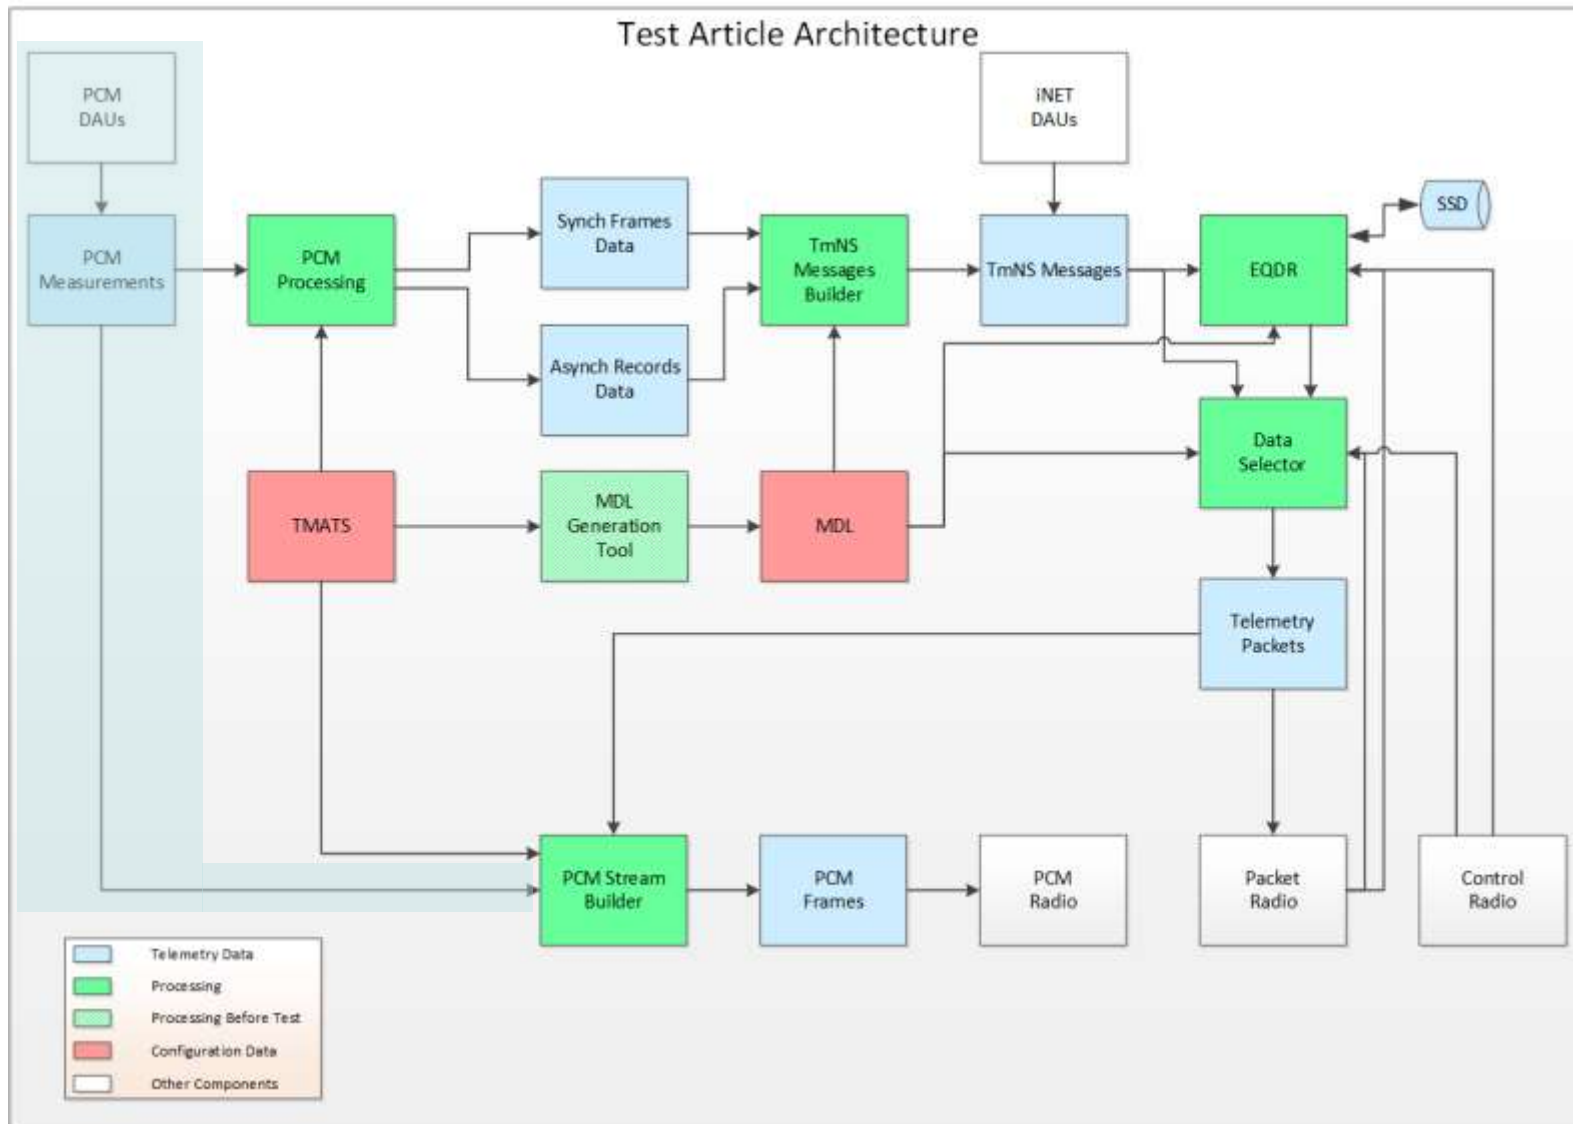 Test Article Architecture
PCM
DAUs
iNET
DAUs
SSD
PCM
Measurements
PCM
Processing
Synch Frames
Data
TmNS
Messages
Builder
TmNS Messages
EQDR
Asynch Records
Data
Data
Selector
TMATS
MDL
Generation
Tool
MDL
Telemetry
Packets
PCM Stream
Builder
PCM
Frames
PCM
Radio
Packet
Radio
Control
Radio
Telemetry Data
Processing
Processing Before Test
Configuration Data
Other Components